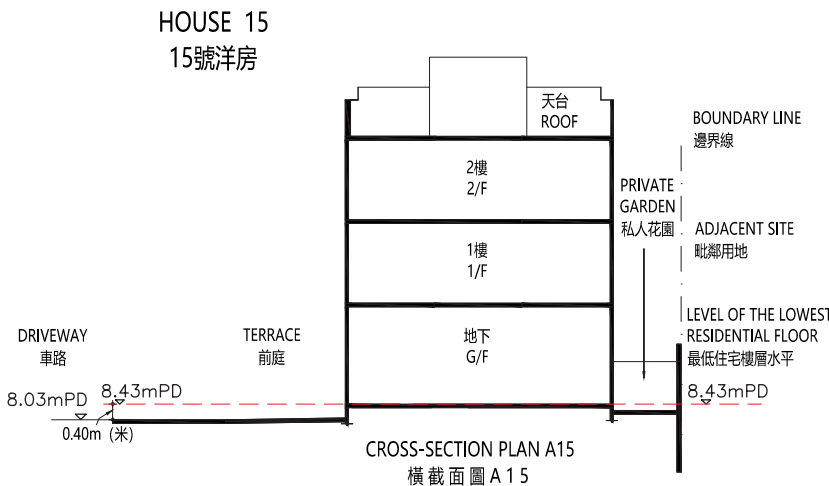 HOUSE 15
15號洋房
天台
ROOF
BOUNDARY LINE
邊界線
2樓
2/F
PRIVATE
GARDEN
私人花園
ADJACENT SITE
毗鄰用地
1樓
1/F
LEVEL OF THE LOWEST
RESIDENTIAL FLOOR
最低住宅樓層水平
DRIVEWAY
車路
TERRACE
前庭
地下
G/F
8.03mPD
8.43mPD
8.43mPD
0.40m (米)
CROSS-SECTION PLAN A15
橫截面圖A15